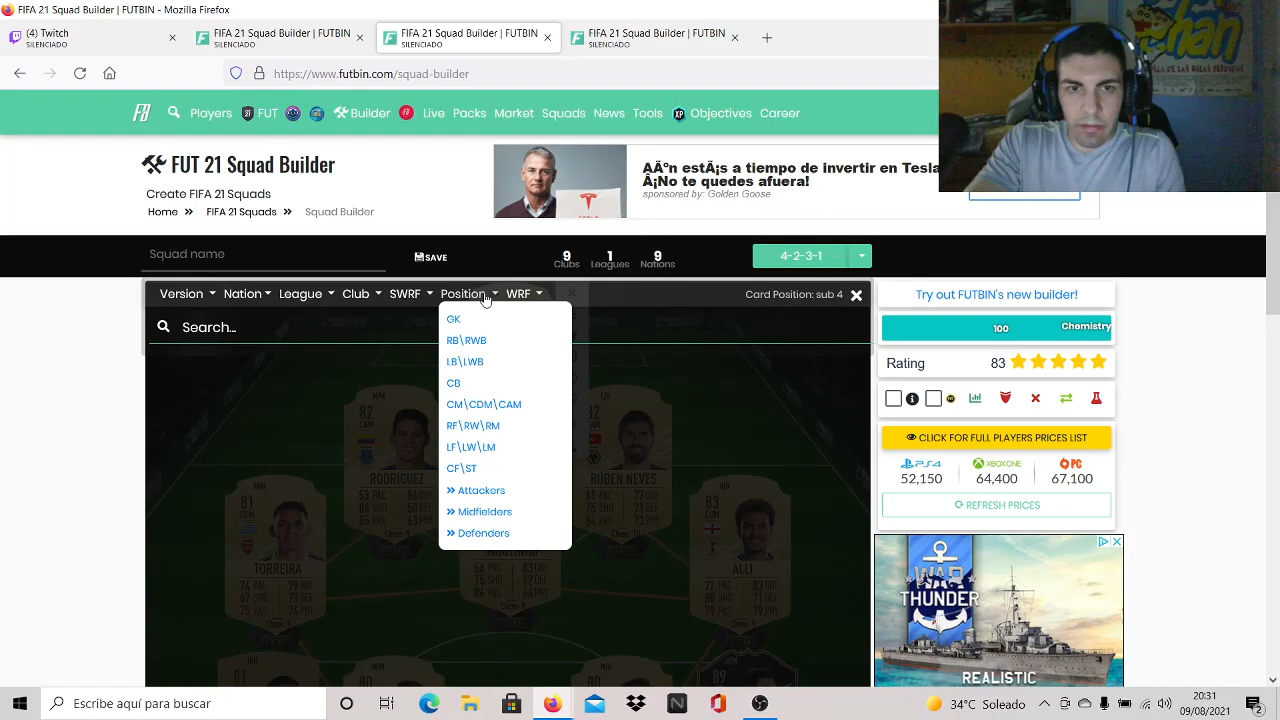 FIFA 21 Squad Builder | FUTBIN - Mozilla Firefox
(4) Twitch
SILENCIADO
FIFA 21 Squad Builder | FUTBIN
SILENCIADO
FIFA 21 Squad Builder | FUTBIN
SILENCIADO
FIFA 21 Squad Builder | FUTBIN
SILENCIADO
https://www.futbin.com/squad-builder
Players FUT Builder Live Packs Market Squads News Tools XP Objectives Career
FUT 21 Squad Builder
Create FIFA 21 Squads
Home » FIFA 21 Squads » Squad Builder
AÃºn estÃ¡s a tiempo de invertir en Tesla
Â¡No te quedes afuera!
sponsored by: Golden Goose
Squad name
SAVE
9 1 9
Clubs Leagues Nations
4-2-3-1
Version Nation League Club SWRF Position WRF
Card Position: sub 4
Search...
GK
RB\RWB
LB\LWB
CB
CM\CDM\CAM
RF\RW\RM
LF\LW\LM
CF\ST
» Attackers
» Midfielders
» Defenders
RUBEN NEVES
TORREIRA
ALLI
Try out FUTBIN's new builder!
100 Chemistry
Rating 83
CLICK FOR FULL PLAYERS PRICES LIST
PS4 XBOX ONE PC
52,150 64,400 67,100
REFRESH PRICES
WAR
THUNDER
REALISTIC
Escribe aquí para buscar
34°C Soleado
20:31
09/08/2021
2